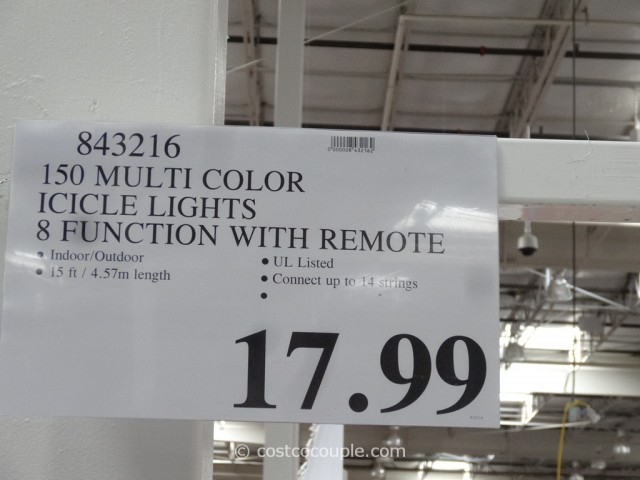 843216
150 MULTI COLOR
ICICLE LIGHTS
8 FUNCTION WITH REMOTE
• Indoor/Outdoor
• 15 ft / 4.57m length
• UL Listed
• Connect up to 14 strings
•
17.99
© costcocouple.com